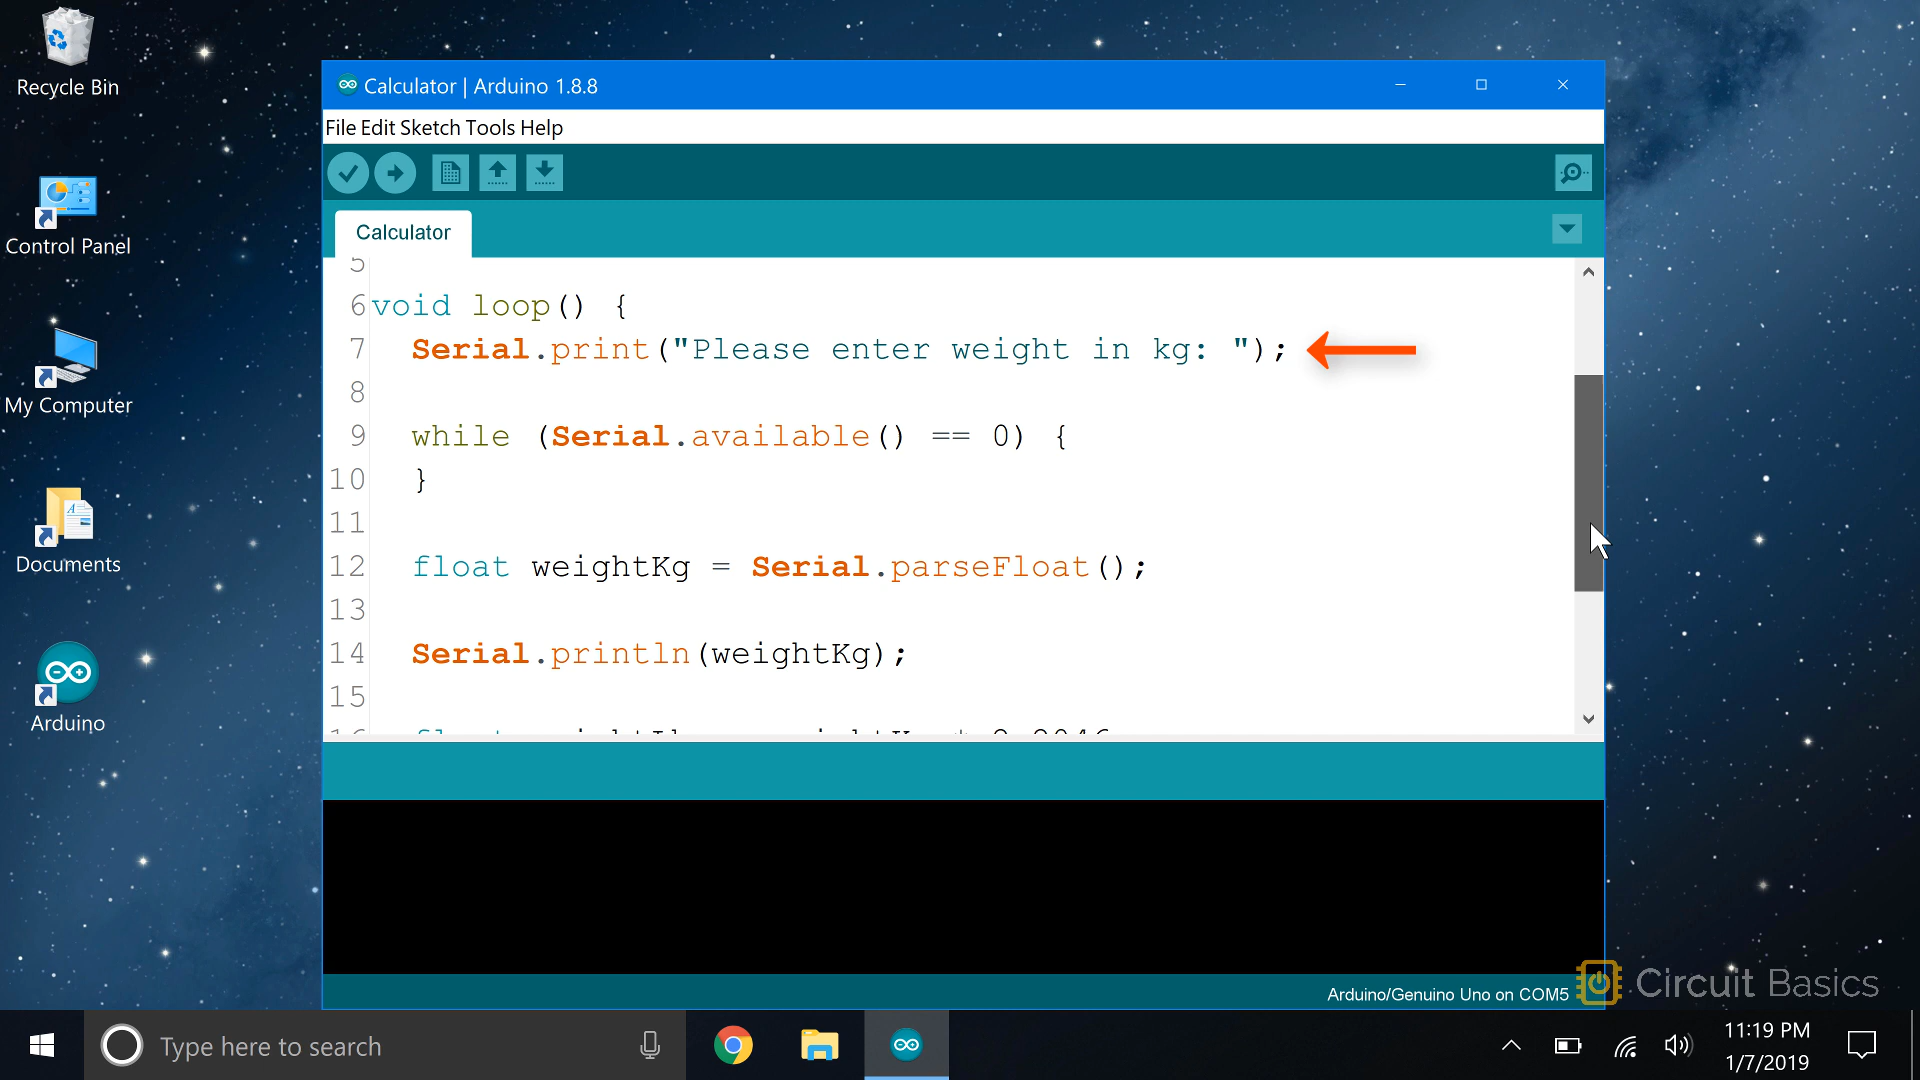 Recycle Bin
Control Panel
My Computer
Documents
Arduino
Calculator | Arduino 1.8.8
File Edit Sketch Tools Help
Calculator
5
6 void loop() {
7 Serial.print("Please enter weight in kg: ");
8
9 while (Serial.available() == 0) {
10 }
11
12 float weightKg = Serial.parseFloat();
13
14 Serial.println(weightKg);
15
Arduino/Genuino Uno on COM5
Circuit Basics
Type here to search
11:19 PM
1/7/2019